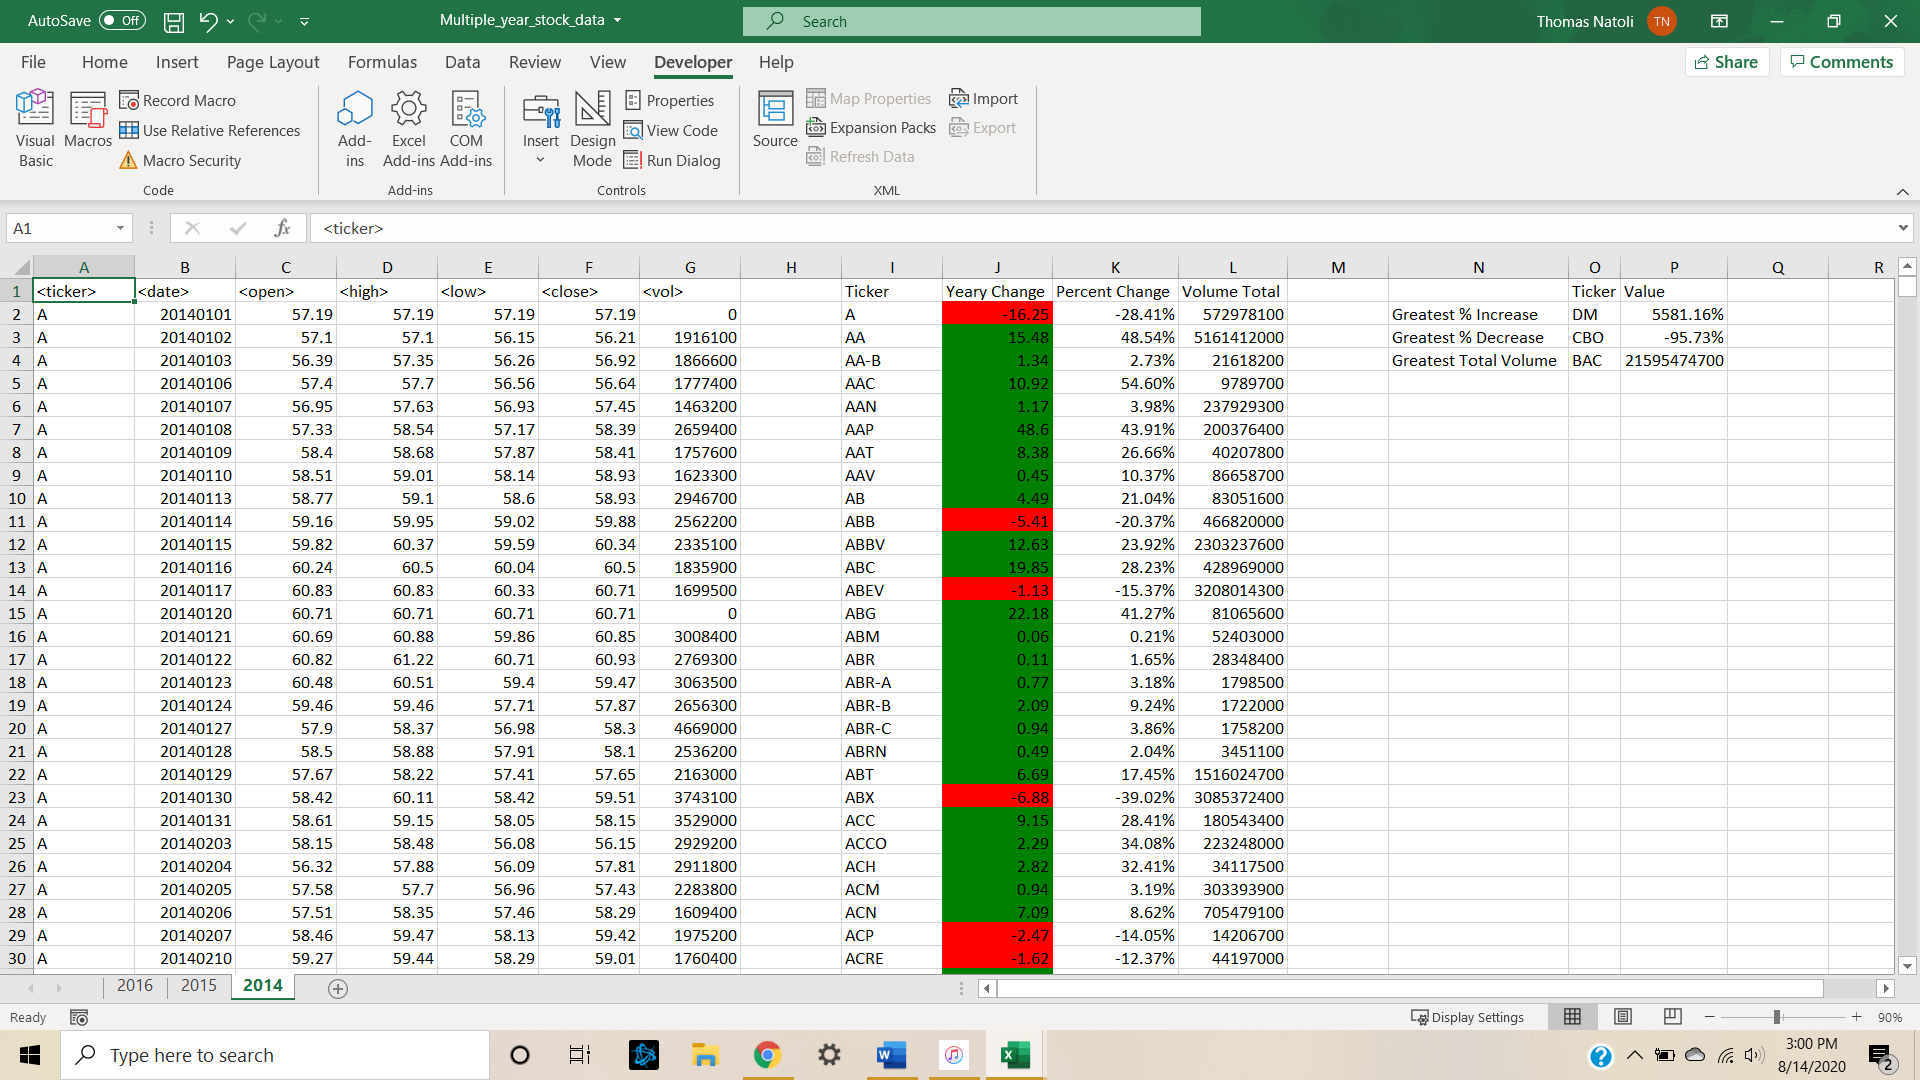 AutoSave Off Multiple_year_stock_data Search Thomas Natoli TN
File Home Insert Page Layout Formulas Data Review View Developer Help Share Comments
Visual Basic
Macros
Record Macro
Use Relative References
Macro Security
Code
Add-ins
Excel Add-ins
COM Add-ins
Add-ins
Insert
Design Mode
Properties
View Code
Run Dialog
Controls
Source
Map Properties
Expansion Packs
Refresh Data
Import
Export
XML
A1 fx <ticker>
A B C D E F G H I J K L M N O P Q R
1 <ticker> <date> <open> <high> <low> <close> <vol> Ticker Yeary Change Percent Change Volume Total Ticker Value
2 A 20140101 57.19 57.19 57.19 57.19 0 A -16.25 -28.41% 572978100 Greatest % Increase DM 5581.16%
3 A 20140102 57.1 57.1 56.15 56.21 1916100 AA 15.48 48.54% 5161412000 Greatest % Decrease CBO -95.73%
4 A 20140103 56.39 57.35 56.26 56.92 1866600 AA-B 1.34 2.73% 21618200 Greatest Total Volume BAC 21595474700
5 A 20140106 57.4 57.7 56.56 56.64 1777400 AAC 10.92 54.60% 9789700
6 A 20140107 56.95 57.63 56.93 57.45 1463200 AAN 1.17 3.98% 237929300
7 A 20140108 57.33 58.54 57.17 58.39 2659400 AAP 48.6 43.91% 200376400
8 A 20140109 58.4 58.68 57.87 58.41 1757600 AAT 8.38 26.66% 40207800
9 A 20140110 58.51 59.01 58.14 58.93 1623300 AAV 0.45 10.37% 86658700
10 A 20140113 58.77 59.1 58.6 58.93 2946700 AB 4.49 21.04% 83051600
11 A 20140114 59.16 59.95 59.02 59.88 2562200 ABB -5.41 -20.37% 466820000
12 A 20140115 59.82 60.37 59.59 60.34 2335100 ABBV 12.63 23.92% 2303237600
13 A 20140116 60.24 60.5 60.04 60.5 1835900 ABC 19.85 28.23% 428969000
14 A 20140117 60.83 60.83 60.33 60.71 1699500 ABEV -1.13 -15.37% 3208014300
15 A 20140120 60.71 60.71 60.71 60.71 0 ABG 22.18 41.27% 81065600
16 A 20140121 60.69 60.88 59.86 60.85 3008400 ABM 0.06 0.21% 52403000
17 A 20140122 60.82 61.22 60.71 60.93 2769300 ABR 0.11 1.65% 28348400
18 A 20140123 60.48 60.51 59.4 59.47 3063500 ABR-A 0.77 3.18% 1798500
19 A 20140124 59.46 59.46 57.71 57.87 2656300 ABR-B 2.09 9.24% 1722000
20 A 20140127 57.9 58.37 56.98 58.3 4669000 ABR-C 0.94 3.86% 1758200
21 A 20140128 58.5 58.88 57.91 58.1 2536200 ABRN 0.49 2.04% 3451100
22 A 20140129 57.67 58.22 57.41 57.65 2163000 ABT 6.69 17.45% 1516024700
23 A 20140130 58.42 60.11 58.42 59.51 3743100 ABX -6.88 -39.02% 3085372400
24 A 20140131 58.61 59.15 58.05 58.15 3529000 ACC 9.15 28.41% 180543400
25 A 20140203 58.15 58.48 56.08 56.15 2929200 ACCO 2.29 34.08% 223248000
26 A 20140204 56.32 57.88 56.09 57.81 2911800 ACH 2.82 32.41% 34117500
27 A 20140205 57.58 57.7 56.96 57.43 2283800 ACM 0.94 3.19% 303393900
28 A 20140206 57.51 58.35 57.46 58.29 1609400 ACN 7.09 8.62% 705479100
29 A 20140207 58.46 59.47 58.13 59.42 1975200 ACP -2.47 -14.05% 14206700
30 A 20140210 59.27 59.44 58.29 59.01 1760400 ACRE -1.62 -12.37% 44197000
2016 2015 2014
Ready Display Settings 90%
Type here to search
3:00 PM
8/14/2020
2